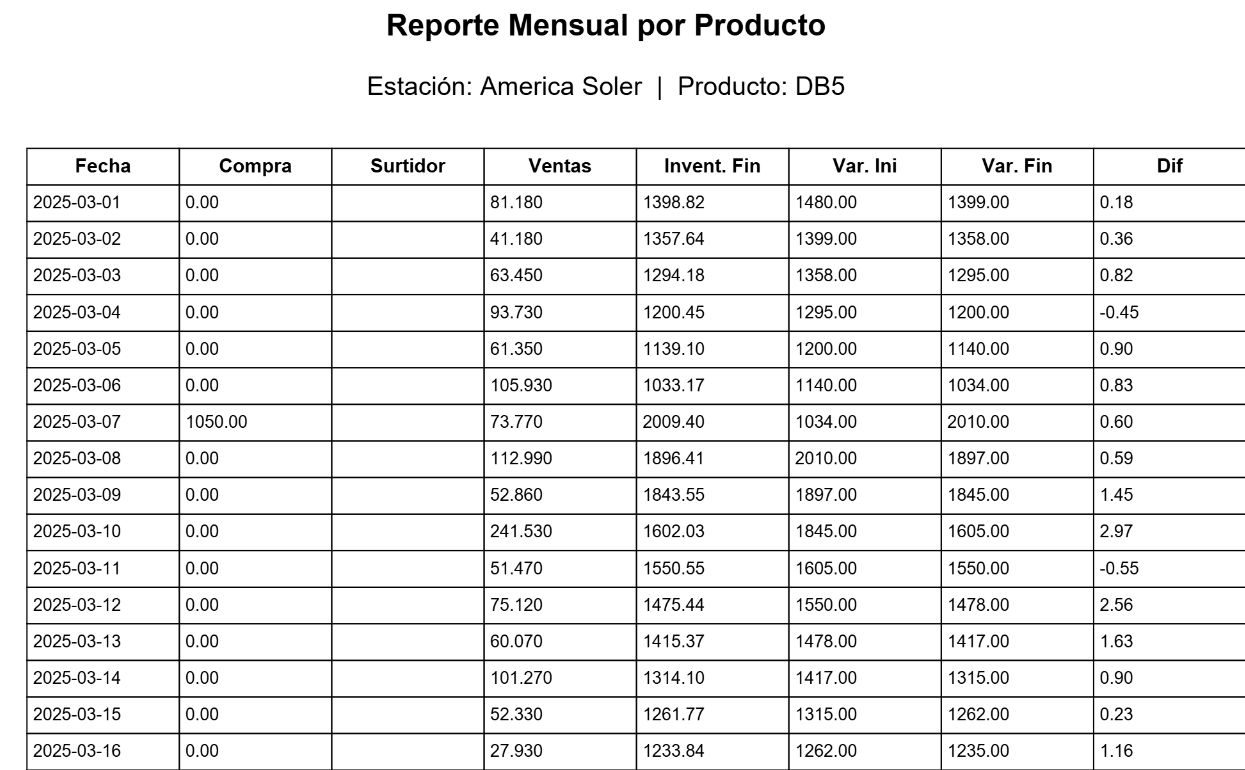 Reporte Mensual por Producto
Estación: America Soler | Producto: DB5
Fecha Compra Surtidor Ventas Invent. Fin Var. Ini Var. Fin Dif
2025-03-01 0.00 81.180 1398.82 1480.00 1399.00 0.18
2025-03-02 0.00 41.180 1357.64 1399.00 1358.00 0.36
2025-03-03 0.00 63.450 1294.18 1358.00 1295.00 0.82
2025-03-04 0.00 93.730 1200.45 1295.00 1200.00 -0.45
2025-03-05 0.00 61.350 1139.10 1200.00 1140.00 0.90
2025-03-06 0.00 105.930 1033.17 1140.00 1034.00 0.83
2025-03-07 1050.00 73.770 2009.40 1034.00 2010.00 0.60
2025-03-08 0.00 112.990 1896.41 2010.00 1897.00 0.59
2025-03-09 0.00 52.860 1843.55 1897.00 1845.00 1.45
2025-03-10 0.00 241.530 1602.03 1845.00 1605.00 2.97
2025-03-11 0.00 51.470 1550.55 1605.00 1550.00 -0.55
2025-03-12 0.00 75.120 1475.44 1550.00 1478.00 2.56
2025-03-13 0.00 60.070 1415.37 1478.00 1417.00 1.63
2025-03-14 0.00 101.270 1314.10 1417.00 1315.00 0.90
2025-03-15 0.00 52.330 1261.77 1315.00 1262.00 0.23
2025-03-16 0.00 27.930 1233.84 1262.00 1235.00 1.16